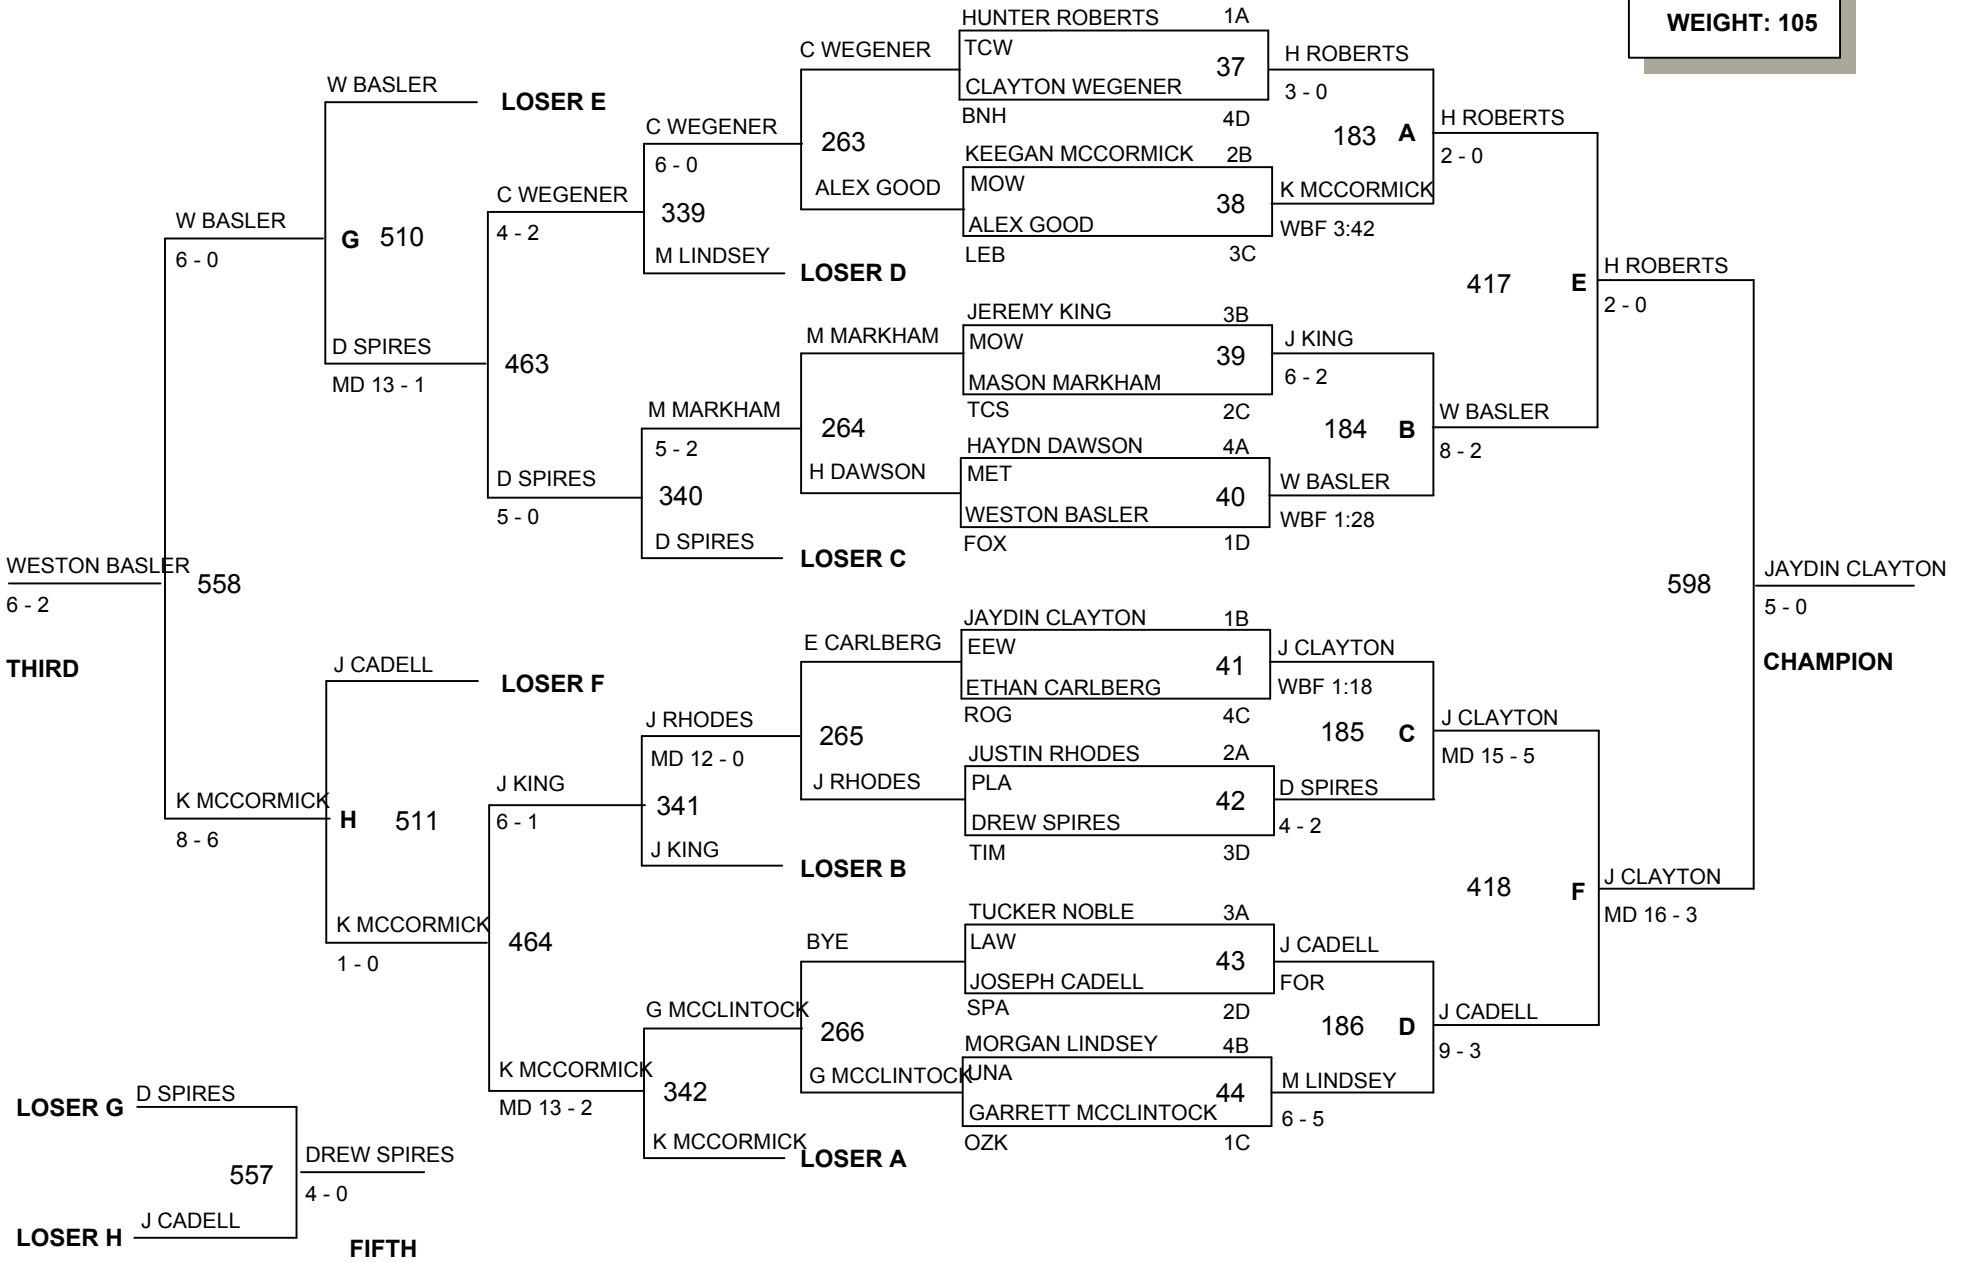 WEIGHT: 105
HUNTER ROBERTS 1A
TCW
37
CLAYTON WEGENER
BNH 4D
KEEGAN MCCORMICK 2B
MOW
38
ALEX GOOD
LEB 3C
JEREMY KING 3B
MOW
39
MASON MARKHAM
TCS 2C
HAYDN DAWSON 4A
MET
40
WESTON BASLER
FOX 1D
JAYDIN CLAYTON 1B
EEW
41
ETHAN CARLBERG
ROG 4C
JUSTIN RHODES 2A
PLA
42
DREW SPIRES
TIM 3D
TUCKER NOBLE 3A
LAW
43
JOSEPH CADELL
SPA 2D
MORGAN LINDSEY 4B
UNA
44
GARRETT MCCLINTOCK
OZK 1C
H ROBERTS
3 - 0
183 A
K MCCORMICK
WBF 3:42
J KING
6 - 2
184 B
W BASLER
WBF 1:28
J CLAYTON
WBF 1:18
185 C
D SPIRES
4 - 2
J CADELL
FOR
186 D
M LINDSEY
6 - 5
H ROBERTS
2 - 0
417 E
W BASLER
8 - 2
J CLAYTON
MD 15 - 5
418 F
J CADELL
9 - 3
H ROBERTS
2 - 0
598
J CLAYTON
MD 16 - 3
JAYDIN CLAYTON
5 - 0
CHAMPION
C WEGENER
263
ALEX GOOD
M MARKHAM
264
H DAWSON
E CARLBERG
265
J RHODES
BYE
266
G MCCLINTOCK
C WEGENER
6 - 0
339
M LINDSEY
LOSER D
M MARKHAM
5 - 2
340
D SPIRES
LOSER C
J RHODES
MD 12 - 0
341
J KING
LOSER B
G MCCLINTOCK
342
K MCCORMICK
LOSER A
C WEGENER
4 - 2
463
D SPIRES
5 - 0
J KING
6 - 1
464
K MCCORMICK
MD 13 - 2
W BASLER
LOSER E
G 510
D SPIRES
MD 13 - 1
J CADELL
LOSER F
H 511
K MCCORMICK
1 - 0
W BASLER
6 - 0
558
K MCCORMICK
8 - 6
WESTON BASLER
6 - 2
THIRD
LOSER G D SPIRES
557
LOSER H J CADELL
DREW SPIRES
4 - 0
FIFTH